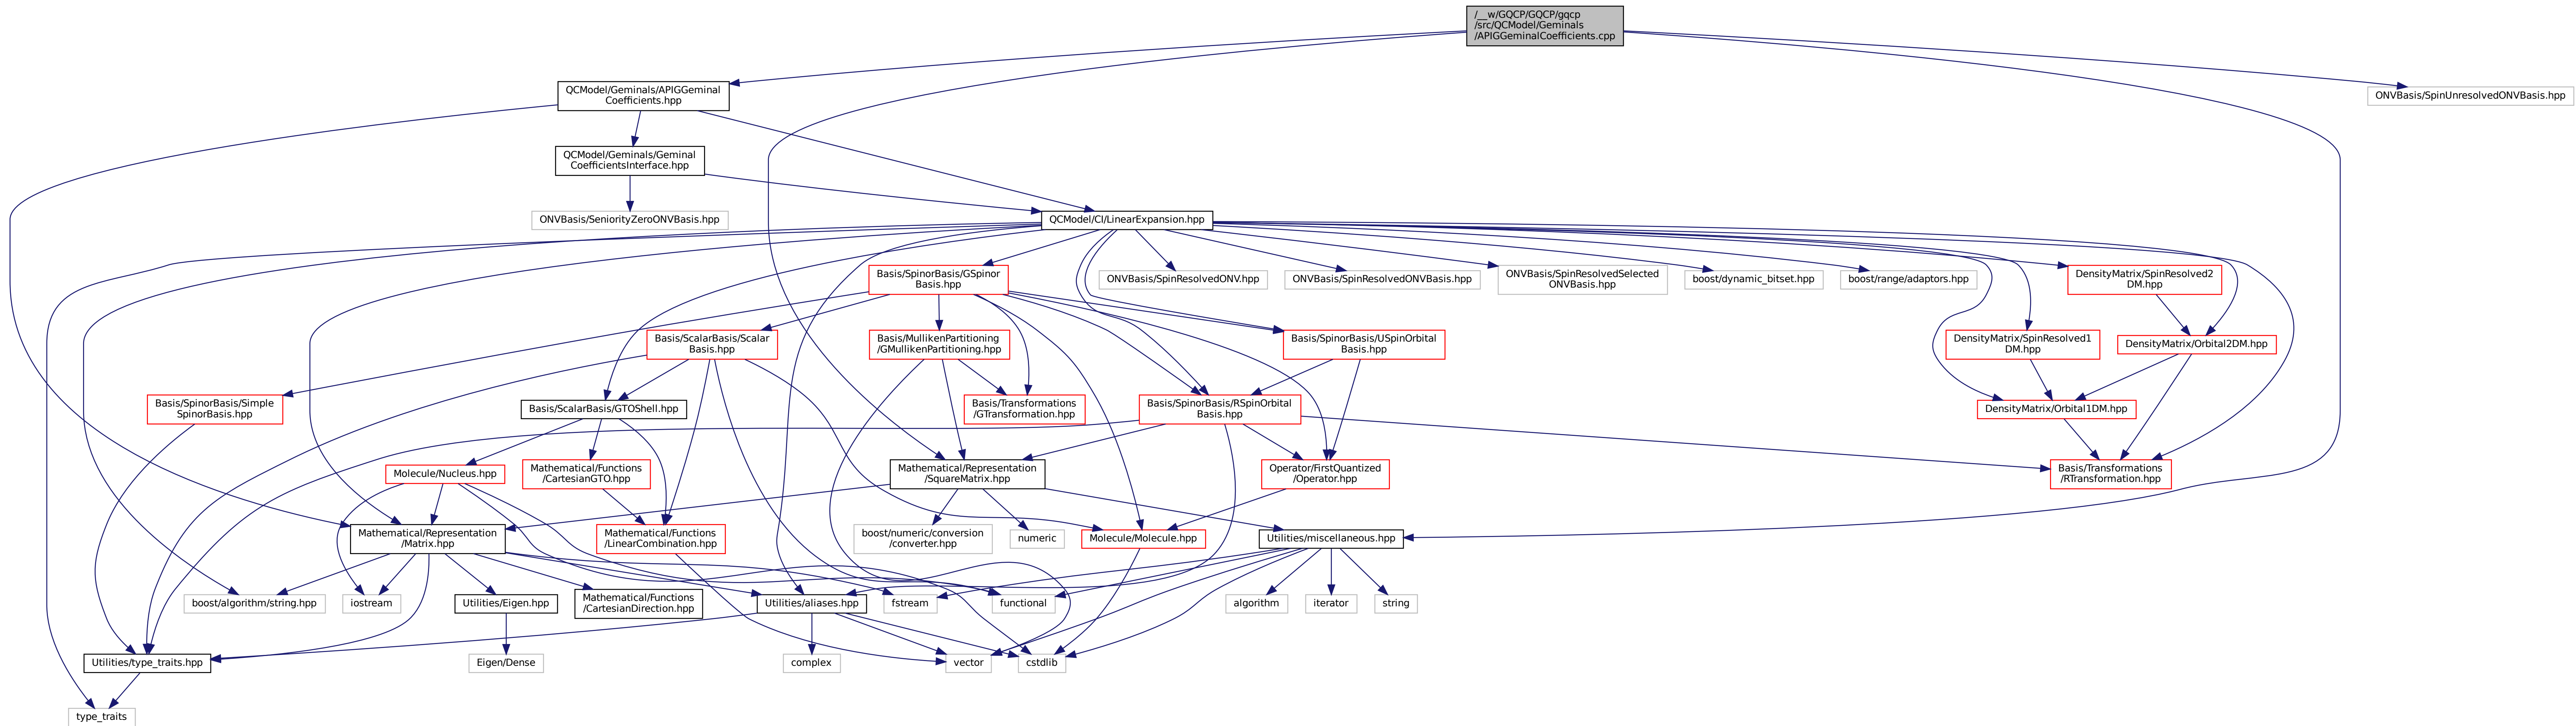 /__w/GQCP/GQCP/gqcp
/src/QCModel/Geminals
/APIGGeminalCoefficients.cpp
QCModel/Geminals/APIGGeminal
Coefficients.hpp
ONVBasis/SpinUnresolvedONVBasis.hpp
QCModel/Geminals/Geminal
CoefficientsInterface.hpp
ONVBasis/SeniorityZeroONVBasis.hpp
QCModel/CI/LinearExpansion.hpp
Basis/SpinorBasis/GSpinor
Basis.hpp
ONVBasis/SpinResolvedONV.hpp
ONVBasis/SpinResolvedONVBasis.hpp
ONVBasis/SpinResolvedSelected
ONVBasis.hpp
boost/dynamic_bitset.hpp
boost/range/adaptors.hpp
DensityMatrix/SpinResolved2
DM.hpp
Basis/ScalarBasis/Scalar
Basis.hpp
Basis/MullikenPartitioning
/GMullikenPartitioning.hpp
Basis/SpinorBasis/USpinOrbital
Basis.hpp
DensityMatrix/SpinResolved1
DM.hpp
DensityMatrix/Orbital2DM.hpp
Basis/SpinorBasis/Simple
SpinorBasis.hpp
Basis/ScalarBasis/GTOShell.hpp
Basis/Transformations
/GTransformation.hpp
Basis/SpinorBasis/RSpinOrbital
Basis.hpp
DensityMatrix/Orbital1DM.hpp
Molecule/Nucleus.hpp
Mathematical/Functions
/CartesianGTO.hpp
Mathematical/Representation
/SquareMatrix.hpp
Operator/FirstQuantized
/Operator.hpp
Basis/Transformations
/RTransformation.hpp
Mathematical/Representation
/Matrix.hpp
Mathematical/Functions
/LinearCombination.hpp
boost/numeric/conversion
/converter.hpp
numeric
Molecule/Molecule.hpp
Utilities/miscellaneous.hpp
boost/algorithm/string.hpp
iostream
Utilities/Eigen.hpp
Mathematical/Functions
/CartesianDirection.hpp
Utilities/aliases.hpp
fstream
functional
algorithm
iterator
string
Utilities/type_traits.hpp
Eigen/Dense
complex
vector
cstdlib
type_traits